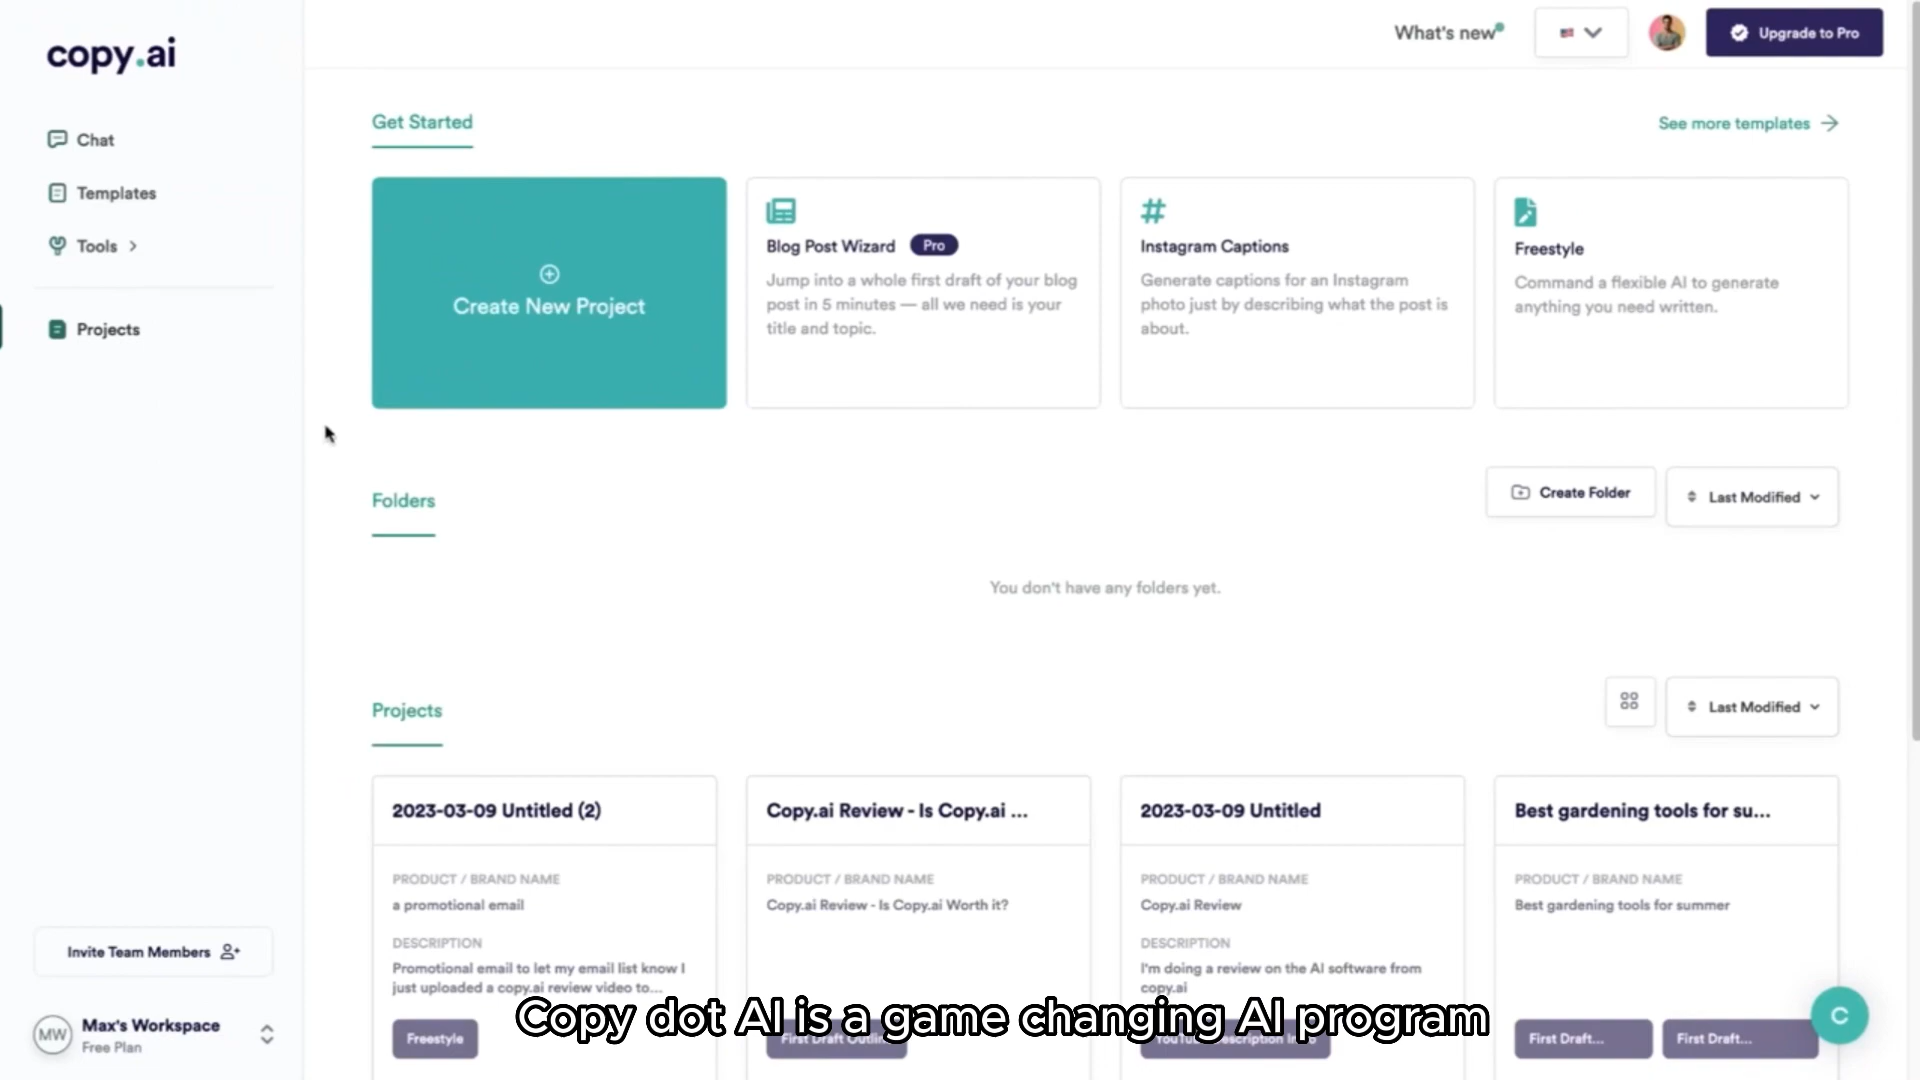 copy.ai
What's new
Upgrade to Pro
Chat
Templates
Tools
Projects
Get Started
See more templates
Create New Project
Blog Post Wizard Pro
Jump into a whole first draft of your blog
post in 5 minutes — all we need is your
title and topic.
Instagram Captions
Generate captions for an Instagram
photo just by describing what the post is
about.
Freestyle
Command a flexible AI to generate
anything you need written.
Folders
Create Folder
Last Modified
You don't have any folders yet.
Projects
Last Modified
2023-03-09 Untitled (2)
PRODUCT / BRAND NAME
a promotional email
DESCRIPTION
Promotional email to let my email list know I
just uploaded a copy.ai review video to...
Freestyle
Copy.ai Review - Is Copy.ai ...
PRODUCT / BRAND NAME
Copy.ai Review - Is Copy.ai Worth it?
First Draft
2023-03-09 Untitled
PRODUCT / BRAND NAME
Copy.ai Review
DESCRIPTION
I'm doing a review on the AI software from
copy.ai
Best gardening tools for su...
PRODUCT / BRAND NAME
Best gardening tools for summer
First Draft...
First Draft...
C
Invite Team Members
MW
Max's Workspace
Free Plan
Copy dot AI is a game changing AI program